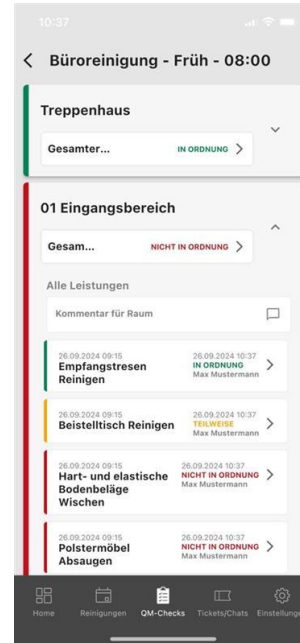 10:37
Büroreinigung - Früh - 08:00
Treppenhaus
Gesamter... IN ORDNUNG
01 Eingangsbereich
Gesam... NICHT IN ORDNUNG
Alle Leistungen
Kommentar für Raum
26.09.2024 09:15 26.09.2024 10:37
Empfangstresen IN ORDNUNG
Reinigen Max Mustermann
26.09.2024 09:15 26.09.2024 10:37
Beistelltisch Reinigen TEILWEISE
Max Mustermann
26.09.2024 09:15 26.09.2024 10:37
Hart- und elastische NICHT IN ORDNUNG
Bodenbeläge Max Mustermann
Wischen
26.09.2024 09:15 26.09.2024 10:37
Polstermöbel NICHT IN ORDNUNG
Absaugen Max Mustermann
Home Reinigungen QM-Checks Tickets/Chats Einstellunge